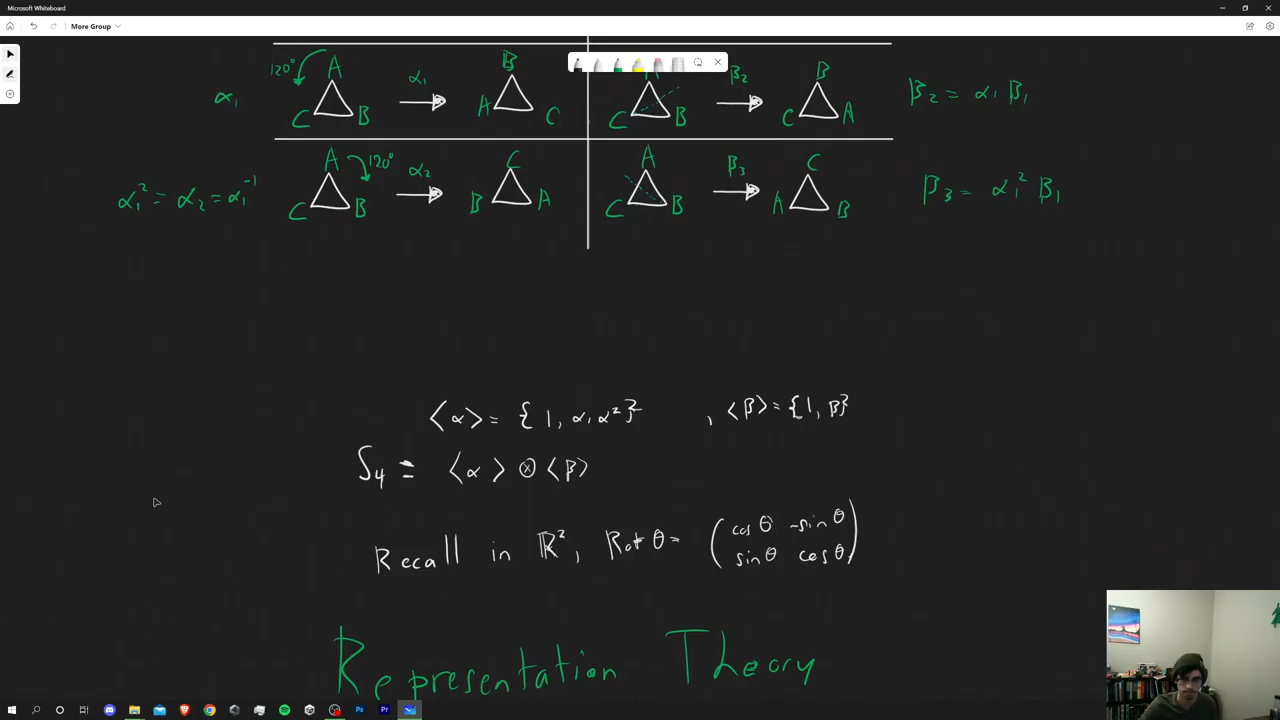 Microsoft Whiteboard
More Group
120° A α₁ B A β₂ B β₂ = α₁ β₁
α₁ C B A C C B C A
A 120° α₂ C A β₃ C
α₁² = α₂ = α₁⁻¹ C B B A C B A B β₃ = α₁² β₁
<α> = { 1, α, α² } , <β> = {1, β}
S₄ = <α> ⊗ <β>
Recall in ℝ², Rot θ = ( cos θ -sin θ
sin θ cos θ )
Representation Theory